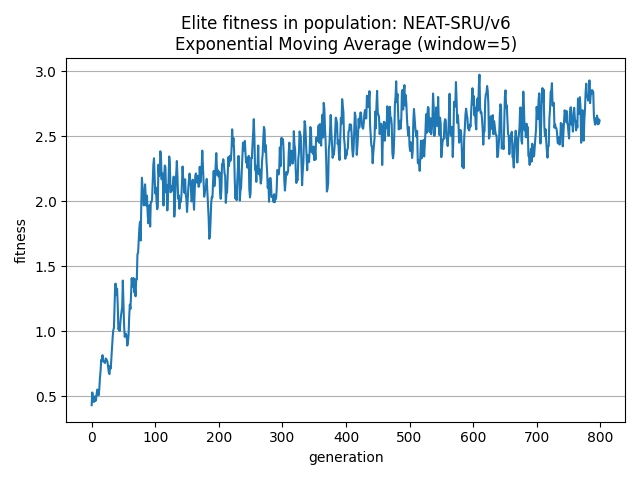 Elite fitness in population: NEAT-SRU/v6
Exponential Moving Average (window=5)
fitness
3.0
2.5
2.0
1.5
1.0
0.5
0 100 200 300 400 500 600 700 800
generation